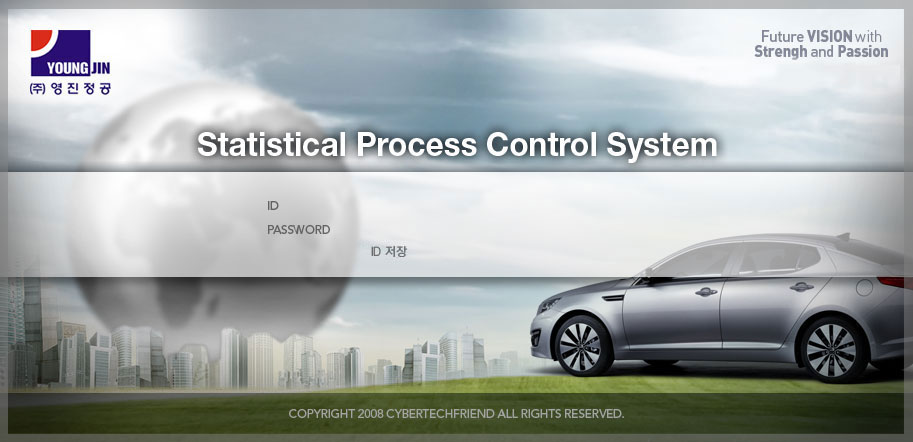 YOUNG JIN
(주)영진정공
Future VISION with
Strengh and Passion
Statistical Process Control System
ID
PASSWORD
ID 저장
COPYRIGHT 2008 CYBERTECHFRIEND ALL RIGHTS RESERVED.